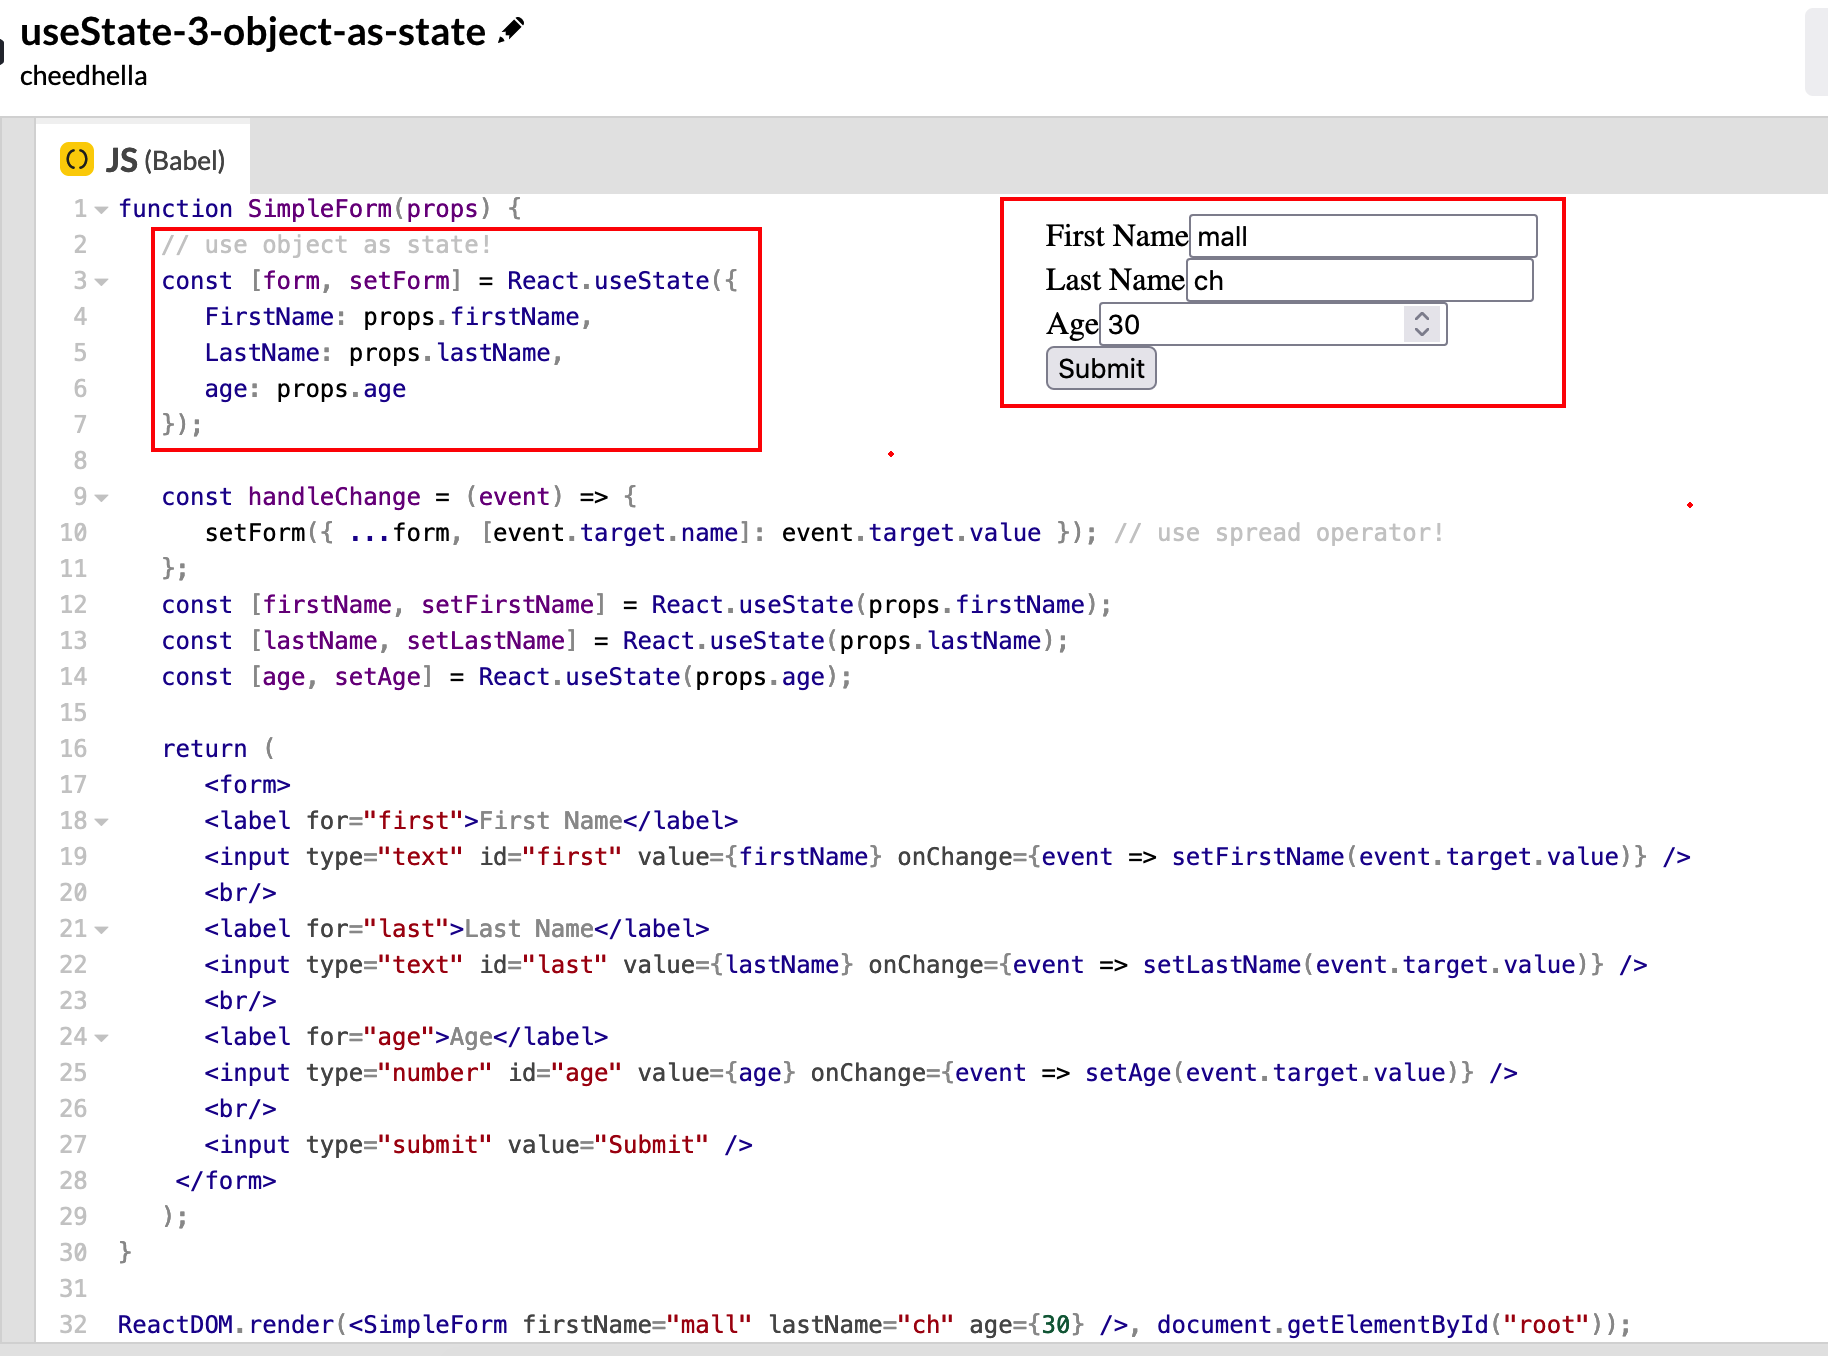 useState-3-object-as-state
cheedhella
JS (Babel)
1 function SimpleForm(props) {
2 // use object as state!
3 const [form, setForm] = React.useState({
4 FirstName: props.firstName,
5 LastName: props.lastName,
6 age: props.age
7 });
8
9 const handleChange = (event) => {
10 setForm({ ...form, [event.target.name]: event.target.value }); // use spread operator!
11 };
12 const [firstName, setFirstName] = React.useState(props.firstName);
13 const [lastName, setLastName] = React.useState(props.lastName);
14 const [age, setAge] = React.useState(props.age);
15
16 return (
17 <form>
18 <label for="first">First Name</label>
19 <input type="text" id="first" value={firstName} onChange={event => setFirstName(event.target.value)} />
20 <br/>
21 <label for="last">Last Name</label>
22 <input type="text" id="last" value={lastName} onChange={event => setLastName(event.target.value)} />
23 <br/>
24 <label for="age">Age</label>
25 <input type="number" id="age" value={age} onChange={event => setAge(event.target.value)} />
26 <br/>
27 <input type="submit" value="Submit" />
28 </form>
29 );
30 }
31
32 ReactDOM.render(<SimpleForm firstName="mall" lastName="ch" age={30} />, document.getElementById("root"));
First Name mall
Last Name ch
Age 30
Submit